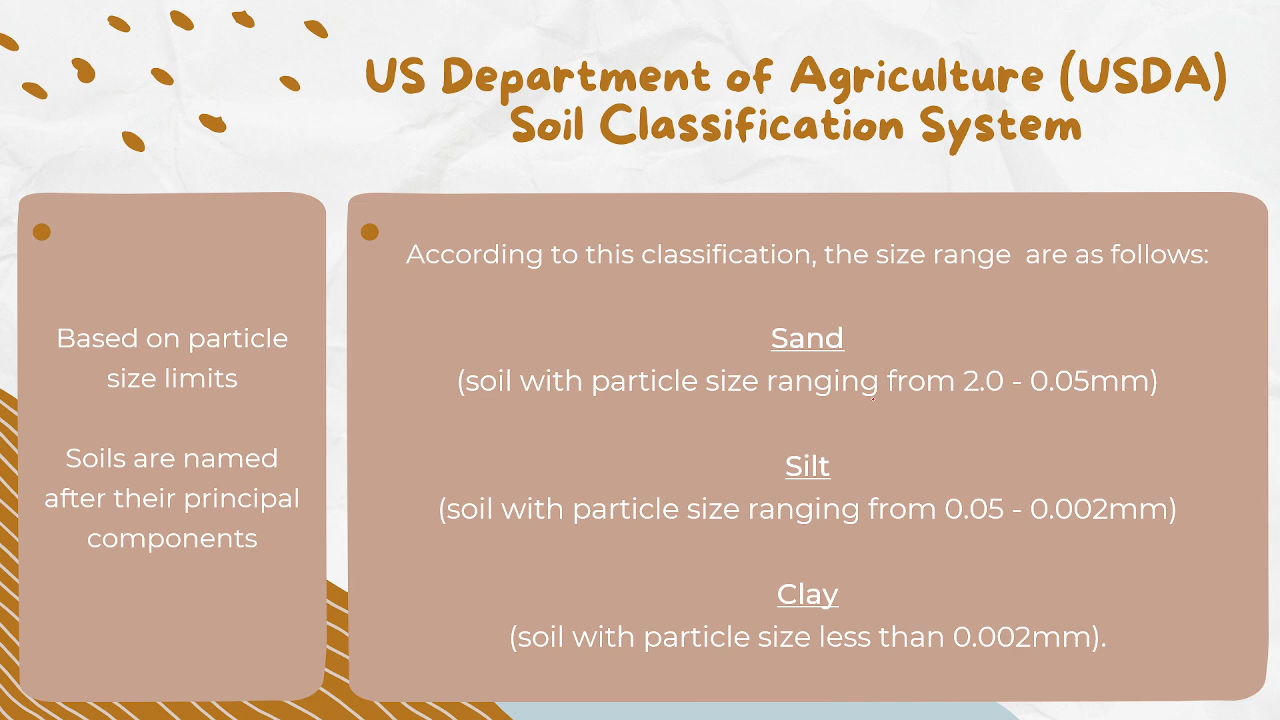 US Department of Agriculture (USDA)
Soil Classification System
Based on particle
size limits
Soils are named
after their principal
components
According to this classification, the size range  are as follows:
Sand
(soil with particle size ranging from 2.0 - 0.05mm)
Silt
(soil with particle size ranging from 0.05 - 0.002mm)
Clay
(soil with particle size less than 0.002mm).